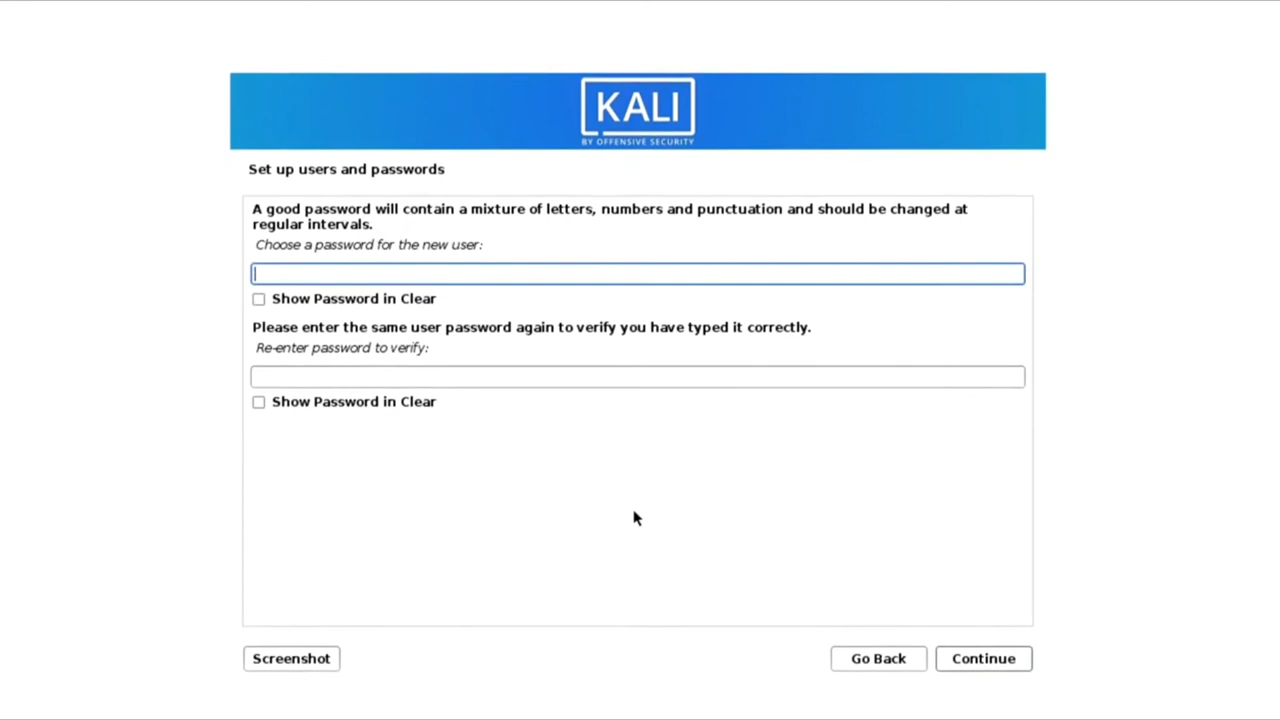 KALI
BY OFFENSIVE SECURITY
Set up users and passwords
A good password will contain a mixture of letters, numbers and punctuation and should be changed at
regular intervals.
Choose a password for the new user:
Show Password in Clear
Please enter the same user password again to verify you have typed it correctly.
Re-enter password to verify:
Show Password in Clear
Screenshot
Go Back
Continue